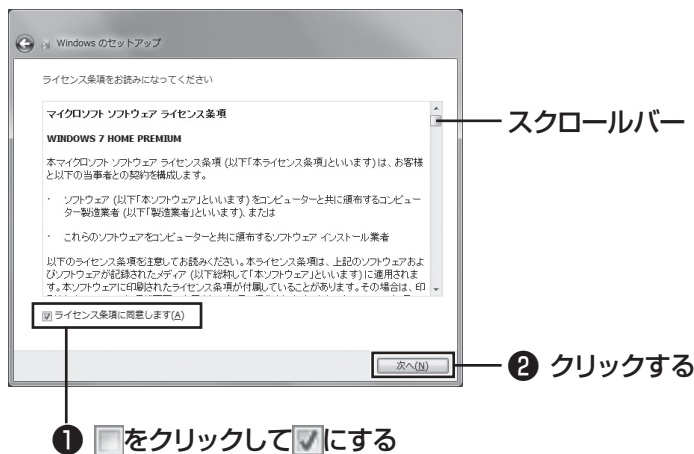 Windows のセットアップ
ライセンス条項をお読みになってください
マイクロソフト ソフトウェア ライセンス条項
WINDOWS 7 HOME PREMIUM
本マイクロソフト ソフトウェア ライセンス条項 (以下「本ライセンス条項」といいます) は、お客様
と以下の当事者との契約を構成します。
· ソフトウェア (以下「本ソフトウェア」といいます) をコンピューターと共に頒布するコンピュー
ター製造業者 (以下「製造業者」といいます)、または
· これらのソフトウェアをコンピューターと共に頒布するソフトウェア インストール業者
以下のライセンス条項を注意してお読みください。本ライセンス条項は、上記のソフトウェアおよ
びソフトウェアが記録されたメディア (以下総称して「本ソフトウェア」といいます) に適用されま
す。本ソフトウェアに印刷されたライセンス条項が付属していることがあります。その場合は、印
ライセンス条項に同意します(A)
次へ(N)
スクロールバー
❷ クリックする
❶ をクリックしてにする